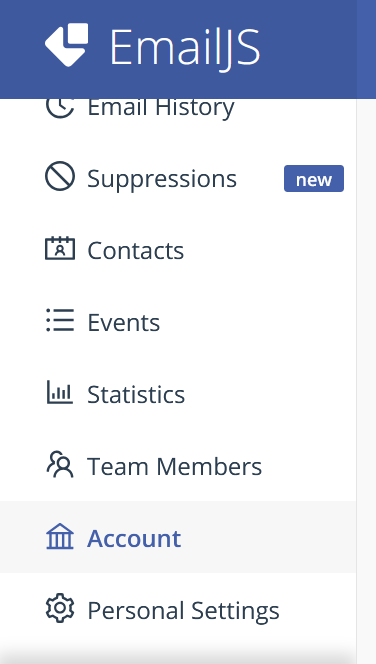 EmailJS
Email History
Suppressions new
Contacts
Events
Statistics
Team Members
Account
Personal Settings